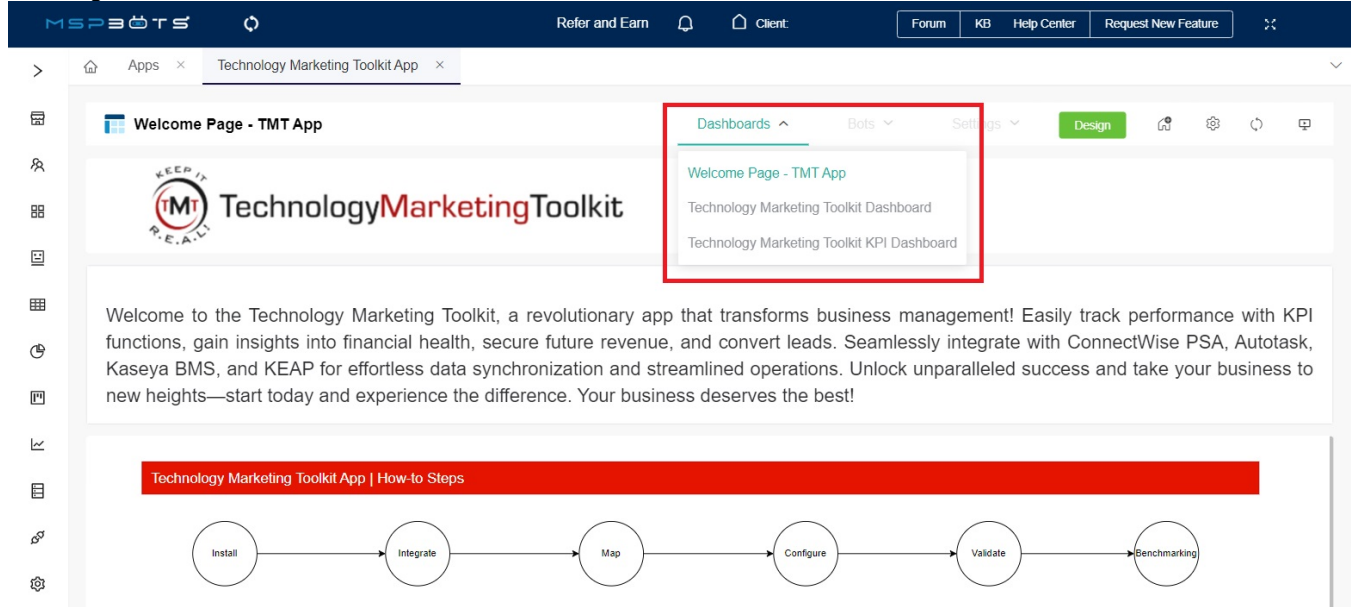 MSPBOTS Refer and Earn Client: Forum KB Help Center Request New Feature
Apps × Technology Marketing Toolkit App ×
Welcome Page - TMT App Dashboards Bots Settings Design
Welcome Page - TMT App
Technology Marketing Toolkit Dashboard
Technology Marketing Toolkit KPI Dashboard
KEEP IT
TMT
R.E.A.L!
TechnologyMarketingToolkit
Welcome to the Technology Marketing Toolkit, a revolutionary app that transforms business management! Easily track performance with KPI
functions, gain insights into financial health, secure future revenue, and convert leads. Seamlessly integrate with ConnectWise PSA, Autotask,
Kaseya BMS, and KEAP for effortless data synchronization and streamlined operations. Unlock unparalleled success and take your business to
new heights—start today and experience the difference. Your business deserves the best!
Technology Marketing Toolkit App | How-to Steps
Install Integrate Map Configure Validate Benchmarking